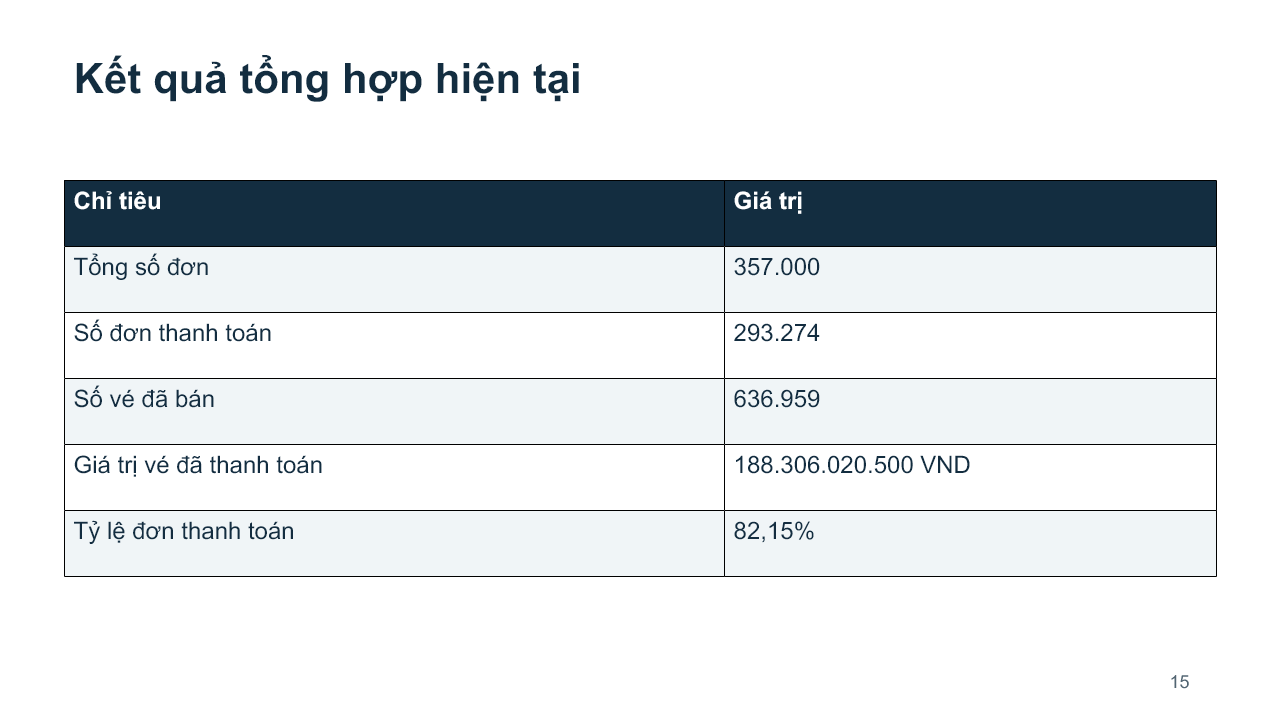 Kết quả tổng hợp hiện tại
Chỉ tiêu Giá trị
Tổng số đơn 357.000
Số đơn thanh toán 293.274
Số vé đã bán 636.959
Giá trị vé đã thanh toán 188.306.020.500 VND
Tỷ lệ đơn thanh toán 82,15%
15